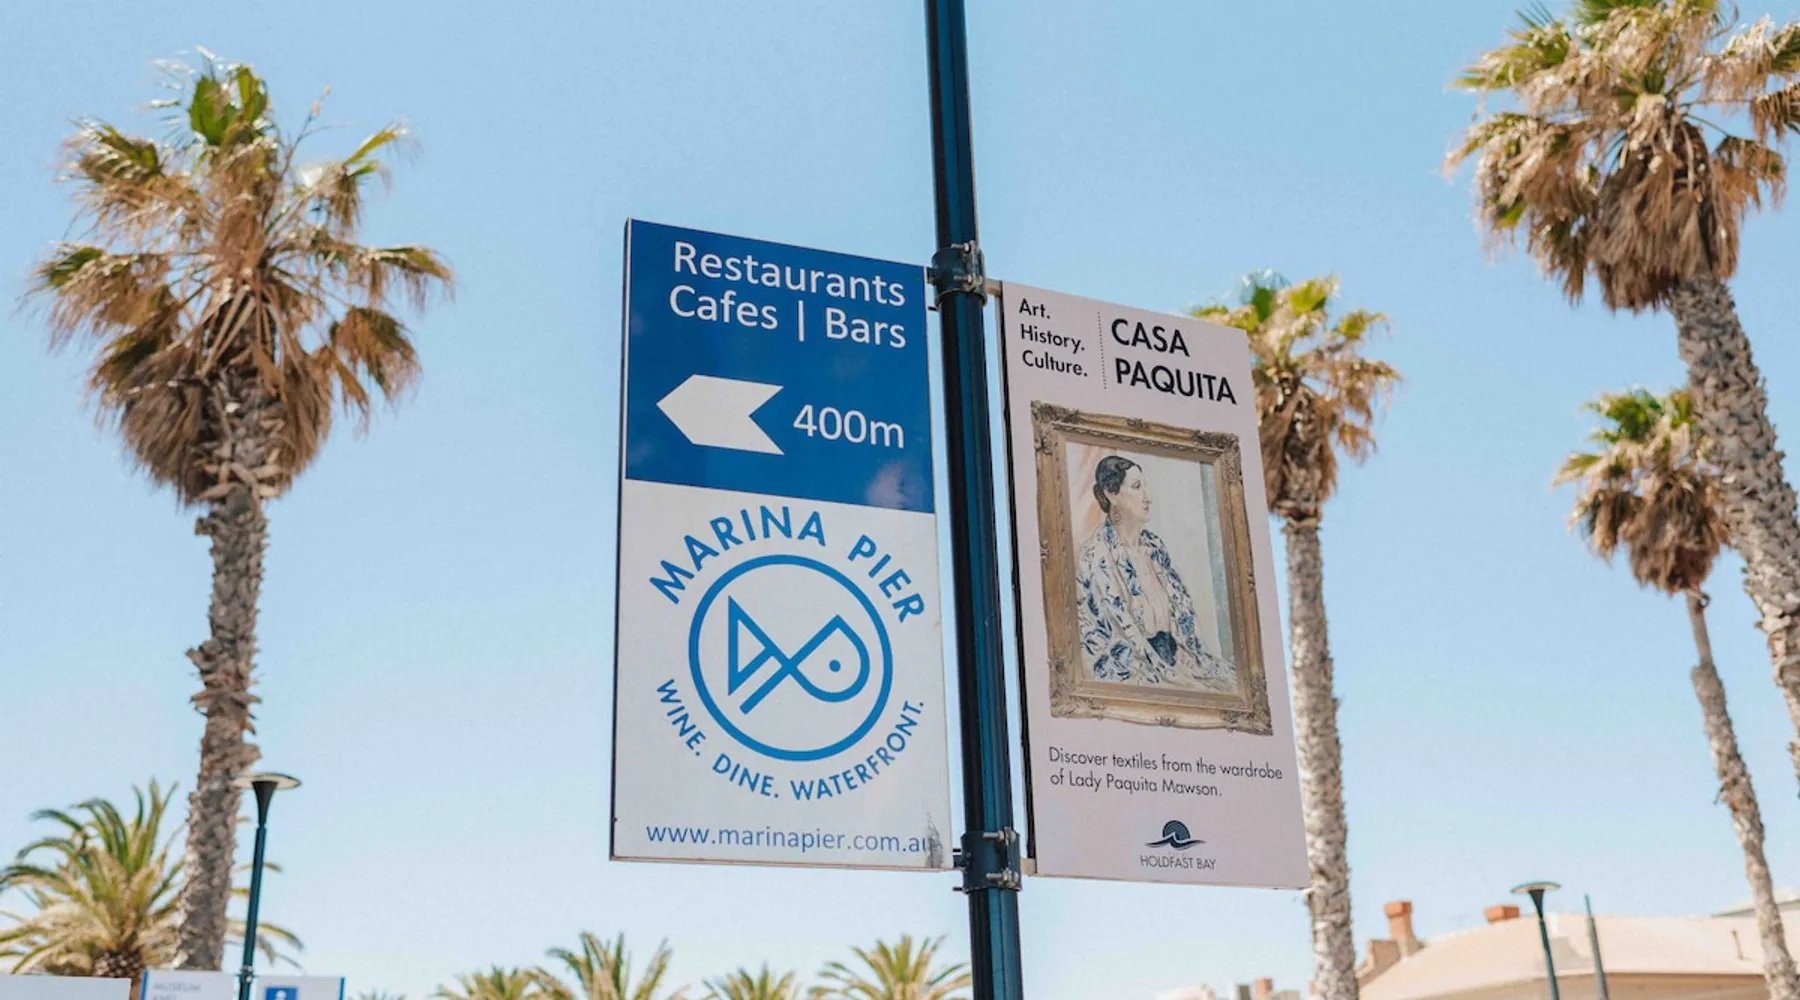 Restaurants
Cafes | Bars
400m
MARINA PIER
WINE. DINE. WATERFRONT.
www.marinapier.com.au
Art.
History.
Culture.
CASA
PAQUITA
Discover textiles from the wardrobe
of Lady Paquita Mawson.
HOLDFAST BAY
MUSEUM